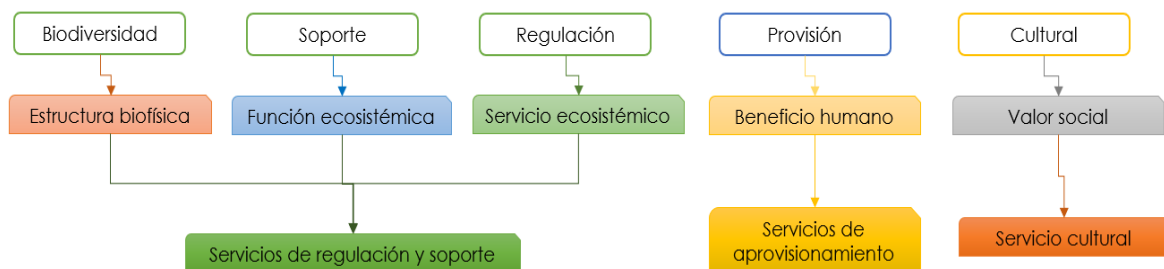 Biodiversidad
Soporte
Regulación
Provisión
Cultural
Estructura biofísica
Función ecosistémica
Servicio ecosistémico
Beneficio humano
Valor social
Servicios de regulación y soporte
Servicios de
aprovisionamiento
Servicio cultural